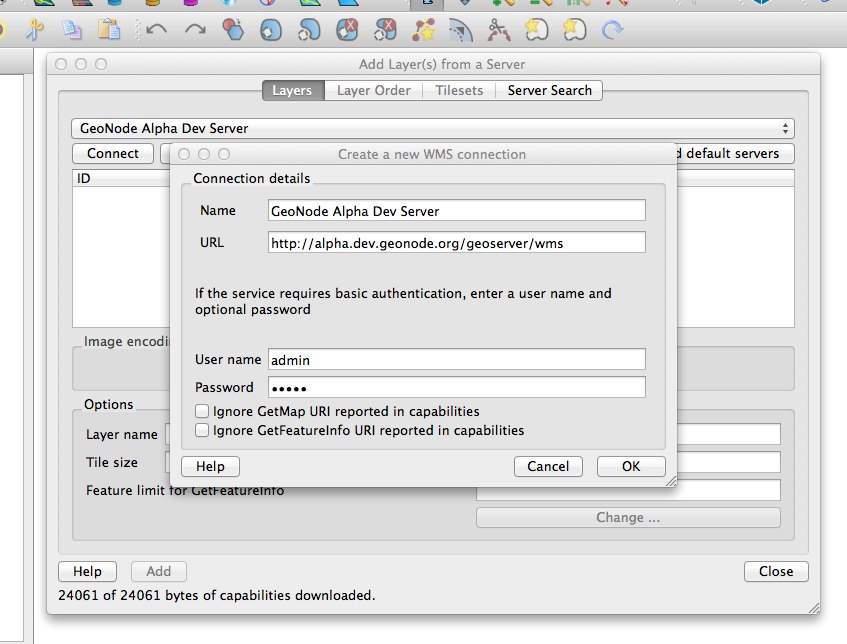 Add Layer(s) from a Server
Layers Layer Order Tilesets Server Search
GeoNode Alpha Dev Server
Connect d default servers
ID
Create a new WMS connection
Connection details
Name GeoNode Alpha Dev Server
URL http://alpha.dev.geonode.org/geoserver/wms
If the service requires basic authentication, enter a user name and
optional password
User name admin
Password •••••
Ignore GetMap URI reported in capabilities
Ignore GetFeatureInfo URI reported in capabilities
Help Cancel OK
Image encodi
Options
Layer name
Tile size
Feature limit for GetFeatureInfo
Change ...
Help Add Close
24061 of 24061 bytes of capabilities downloaded.